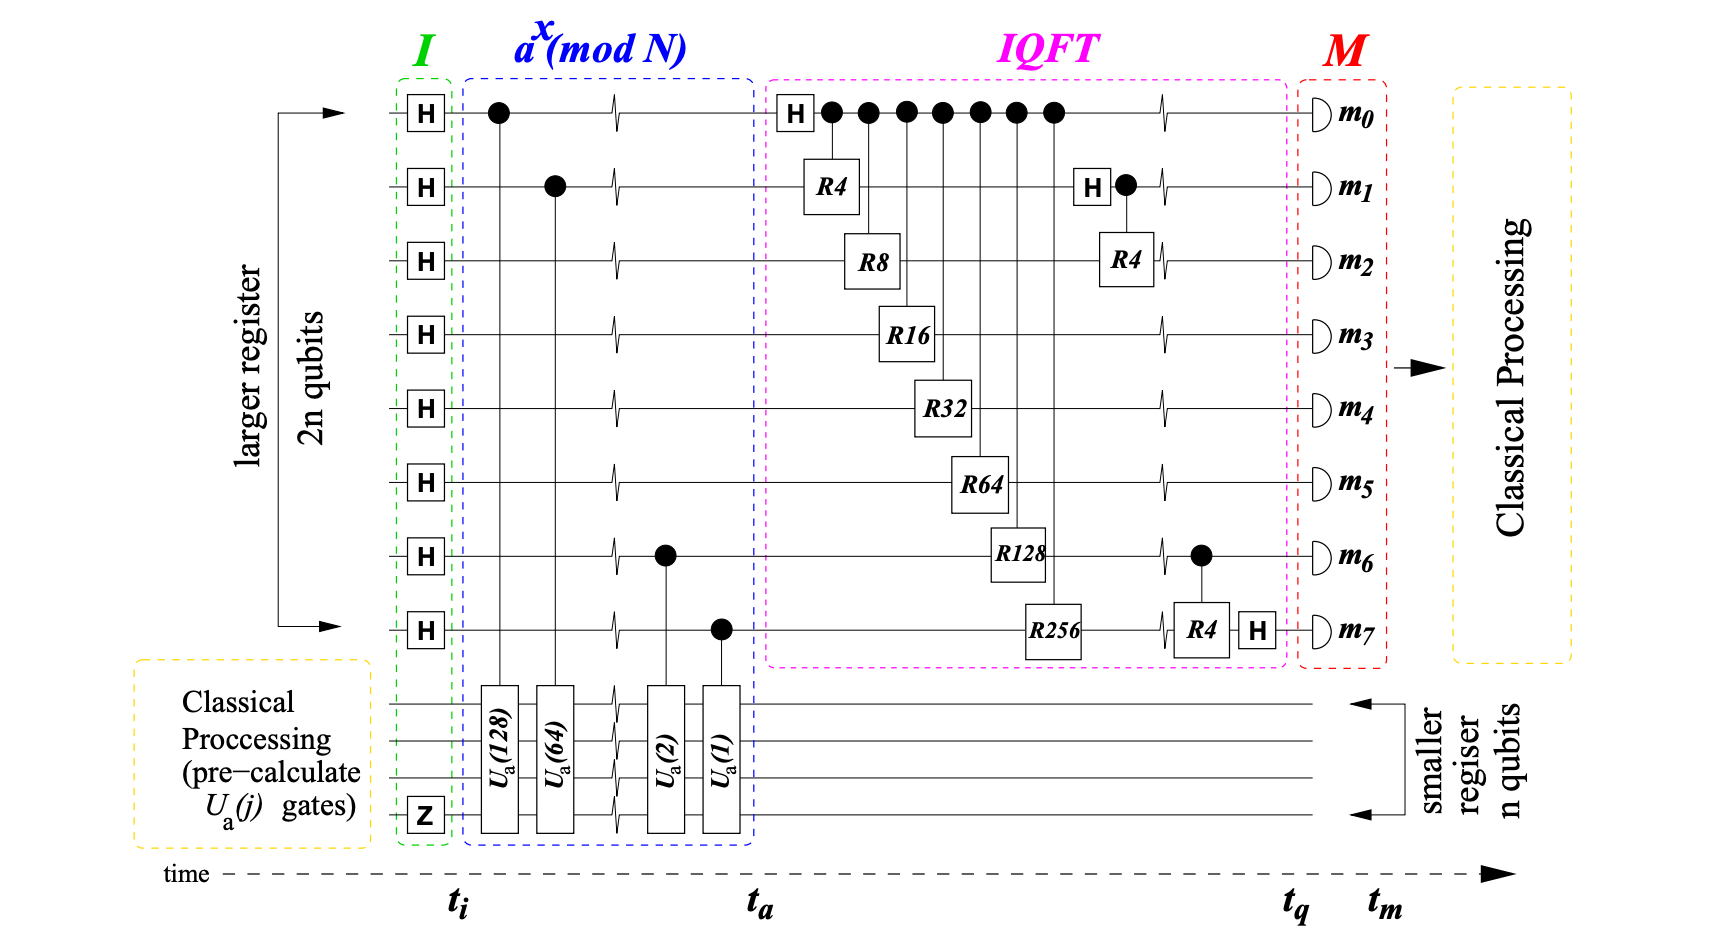 I a^x(mod N) IQFT M
H H m0
H R4 H m1
H R8 R4 m2
H R16 m3
H R32 m4
H R64 m5
H R128 m6
H R256 R4 H m7
larger register
2n qubits
Classical Processing
Classical
Proccessing
(pre−calculate
Ua(j) gates)
Z
Ua(128)
Ua(64)
Ua(2)
Ua(1)
smaller
regiser
n qubits
time
ti ta tq tm